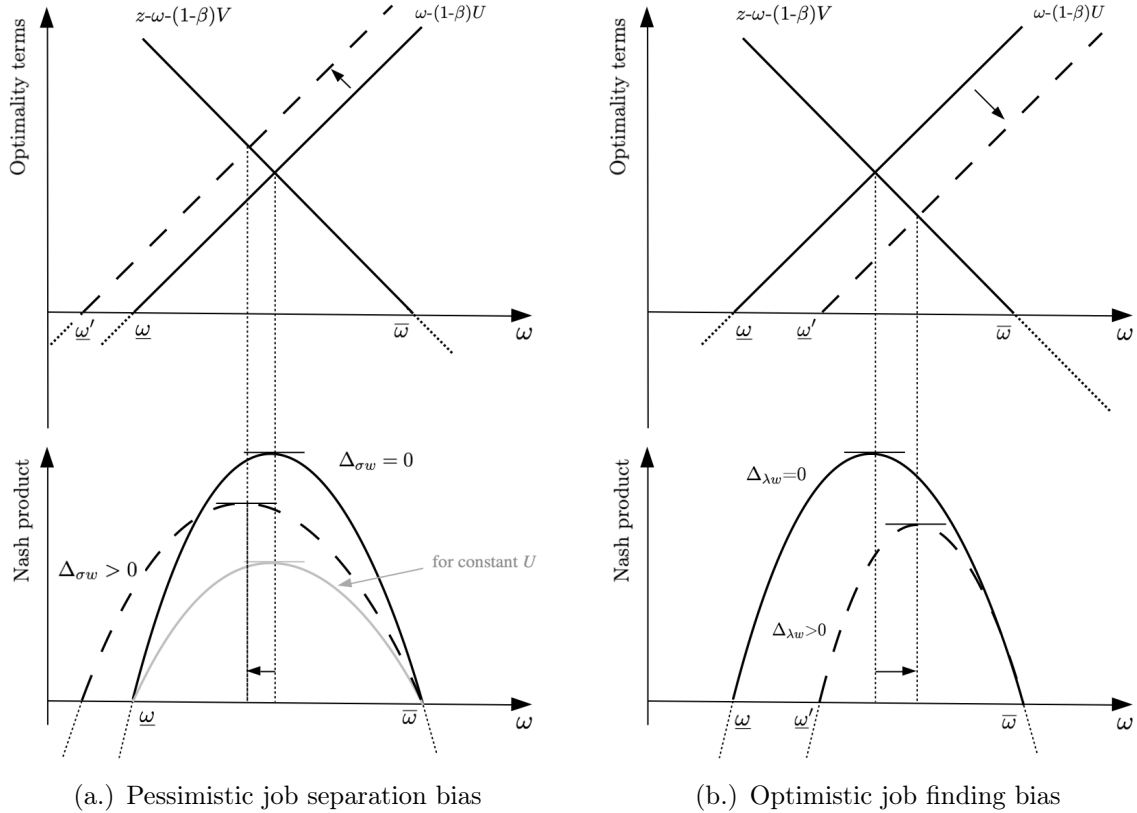 z-ω-(1-β)V
ω-(1-β)U
Optimality terms
ω̲′
ω̲
ω̅
ω
Nash product
Δσw = 0
Δσw > 0
for constant U
ω̲
ω̅
ω
(a.) Pessimistic job separation bias
z-ω-(1-β)V
ω-(1-β)U
Optimality terms
ω̲
ω̲′
ω̅
ω
Nash product
Δλw=0
Δλw>0
ω̲
ω̲′
ω̅
ω
(b.) Optimistic job finding bias